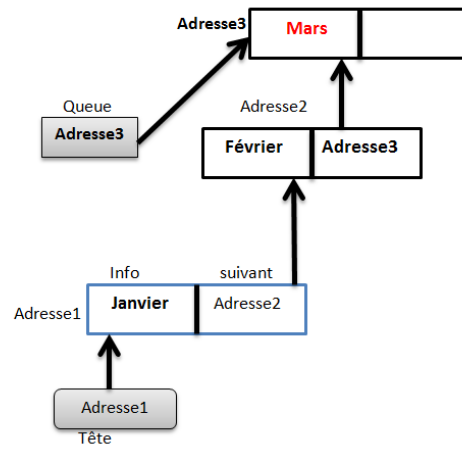 Adresse3
Mars
Queue
Adresse3
Adresse2
Février
Adresse3
Info
suivant
Adresse1
Janvier
Adresse2
Adresse1
Tête